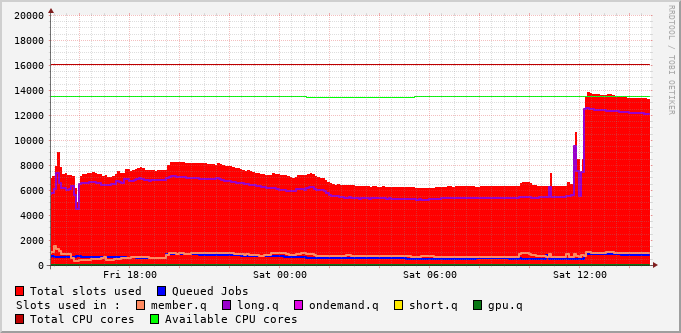 20000
18000
16000
14000
12000
10000
8000
6000
4000
2000
0
Fri 18:00 Sat 00:00 Sat 06:00 Sat 12:00
RRDTOOL / TOBI OETIKER
Total slots used Queued Jobs
Slots used in : member.q long.q ondemand.q short.q gpu.q
Total CPU cores Available CPU cores